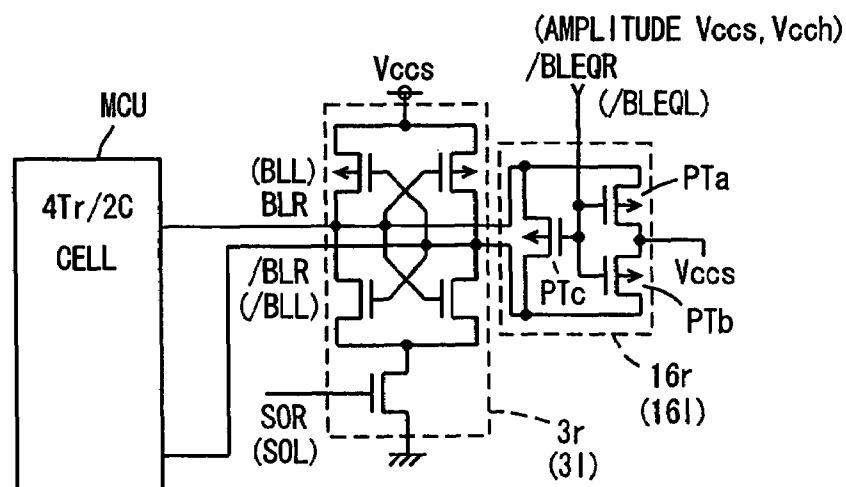 (AMPLITUDE Vccs, Vcch)
/BLEQR
(/BLEQL)
Vccs
MCU
4Tr/2C
CELL
(BLL)
BLR
/BLR
(/BLL)
PTa
PTc
Vccs
PTb
SOR
(SOL)
16r
(16l)
3r
(3l)